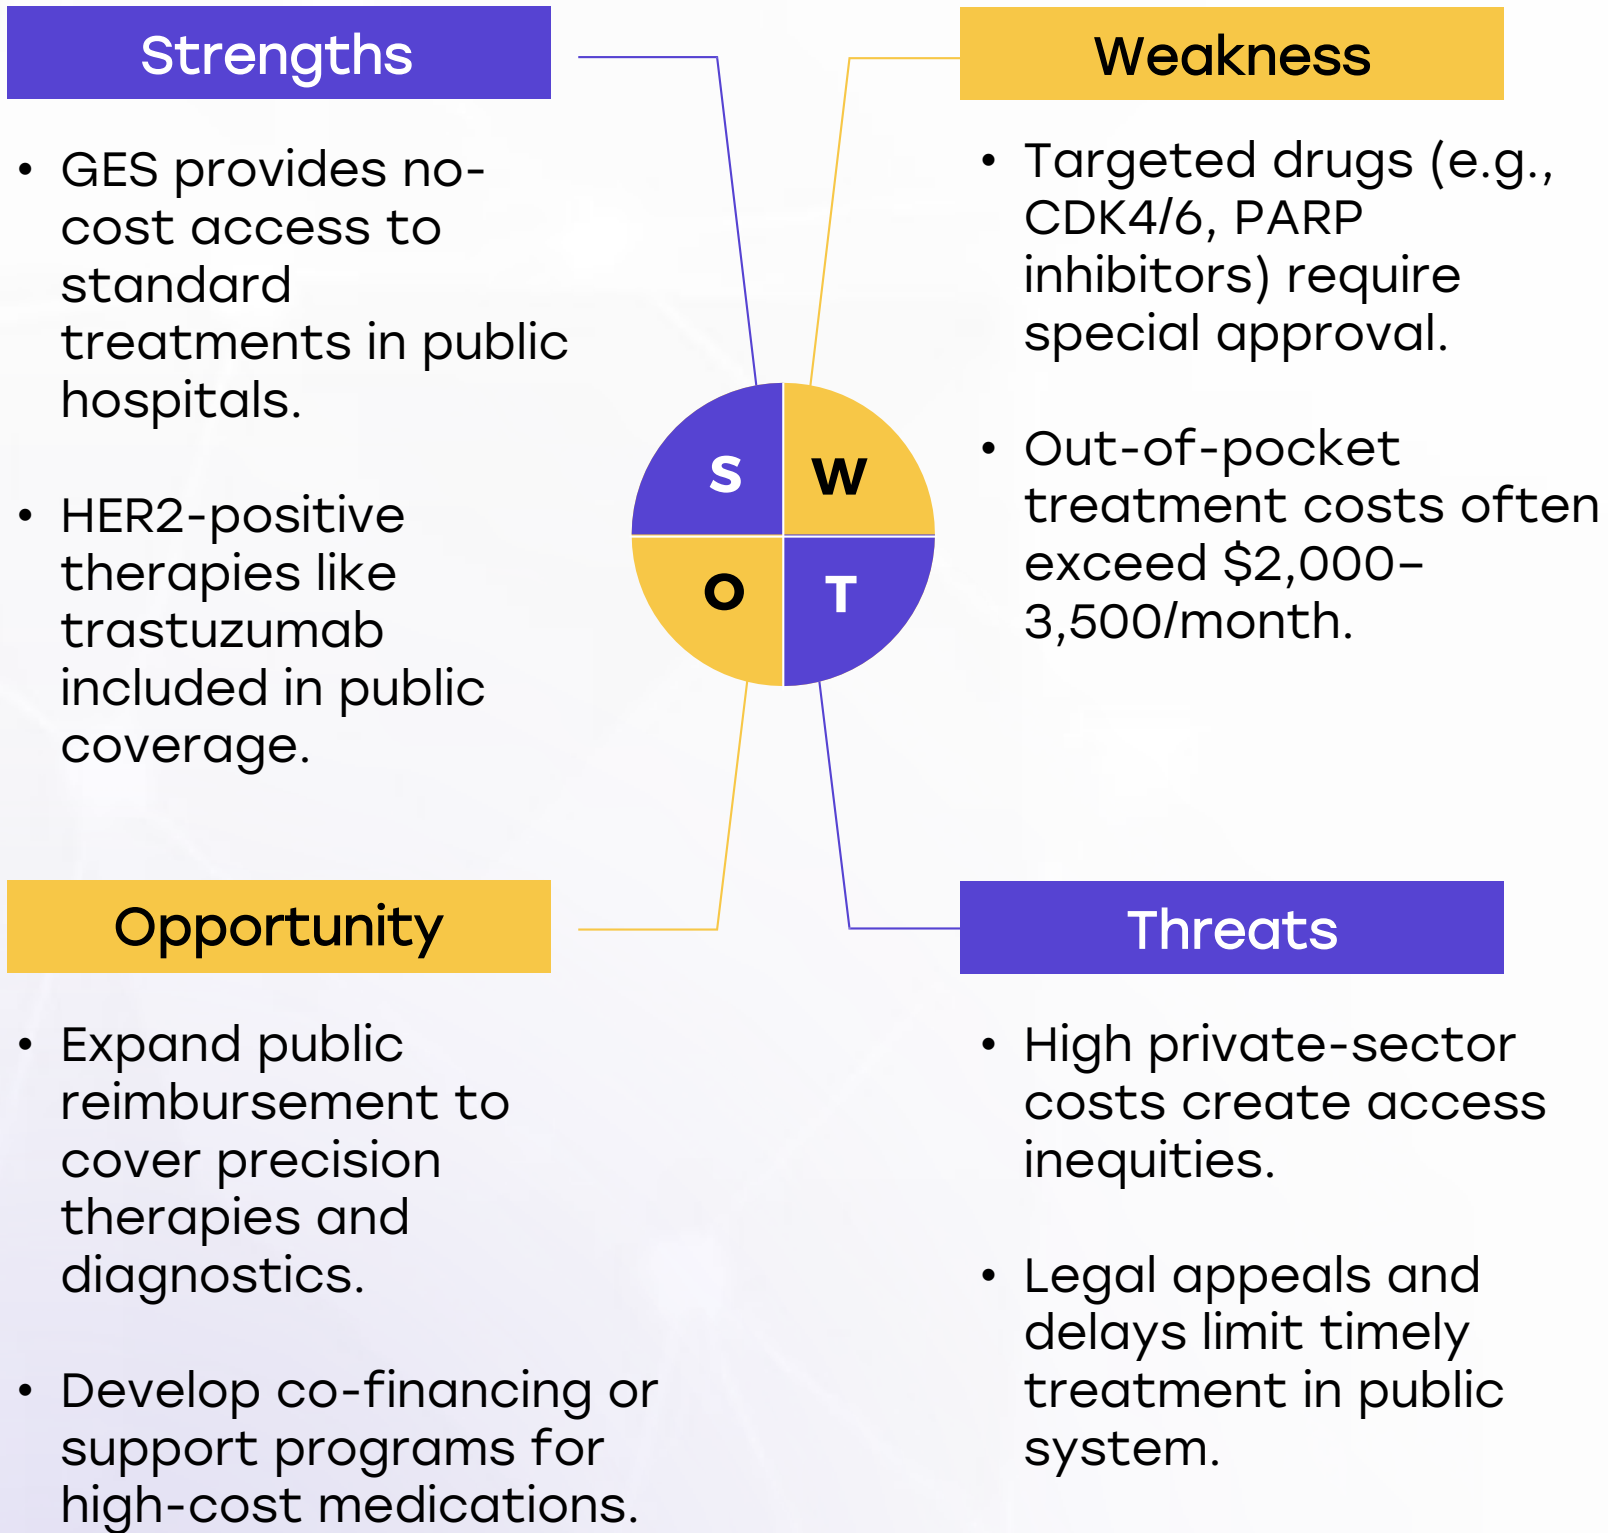 Strengths
• GES provides no-
cost access to
standard
treatments in public
hospitals.
• HER2-positive
therapies like
trastuzumab
included in public
coverage.
Weakness
• Targeted drugs (e.g.,
CDK4/6, PARP
inhibitors) require
special approval.
• Out-of-pocket
treatment costs often
exceed $2,000–
3,500/month.
S W
O T
Opportunity
• Expand public
reimbursement to
cover precision
therapies and
diagnostics.
• Develop co-financing or
support programs for
high-cost medications.
Threats
• High private-sector
costs create access
inequities.
• Legal appeals and
delays limit timely
treatment in public
system.